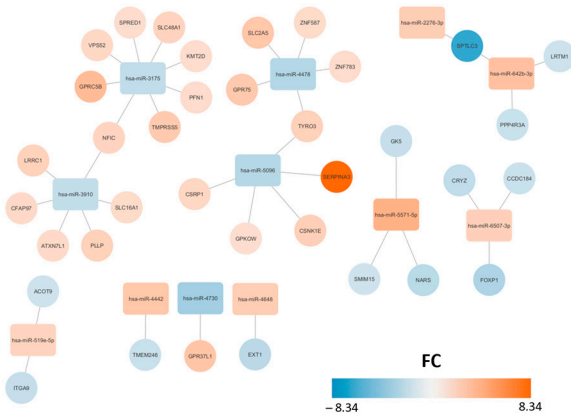 SPRED1
SLC48A1
VPS52
KMT2D
hsa-miR-3175
GPRC5B
PFN1
TMPRSS5
NFIC
LRRC1
hsa-miR-3910
CFAP97
SLC16A1
ATXN7L1
PLLP
ZNF587
SLC2A5
hsa-miR-4478
ZNF783
GPR75
TYRO3
hsa-miR-5096
SERPINA3
CSRP1
GPKOW
CSNK1E
hsa-miR-2276-3p
SPTLC3
LRTM1
hsa-miR-642b-3p
PPP4R3A
GK5
hsa-miR-5571-5p
SMIM15
NARS
CRYZ
CCDC184
hsa-miR-6507-3p
FOXP1
ACOT9
hsa-miR-519e-5p
ITGA9
hsa-miR-4442
TMEM246
hsa-miR-4730
GPR37L1
hsa-miR-4648
EXT1
FC
−8.34
8.34